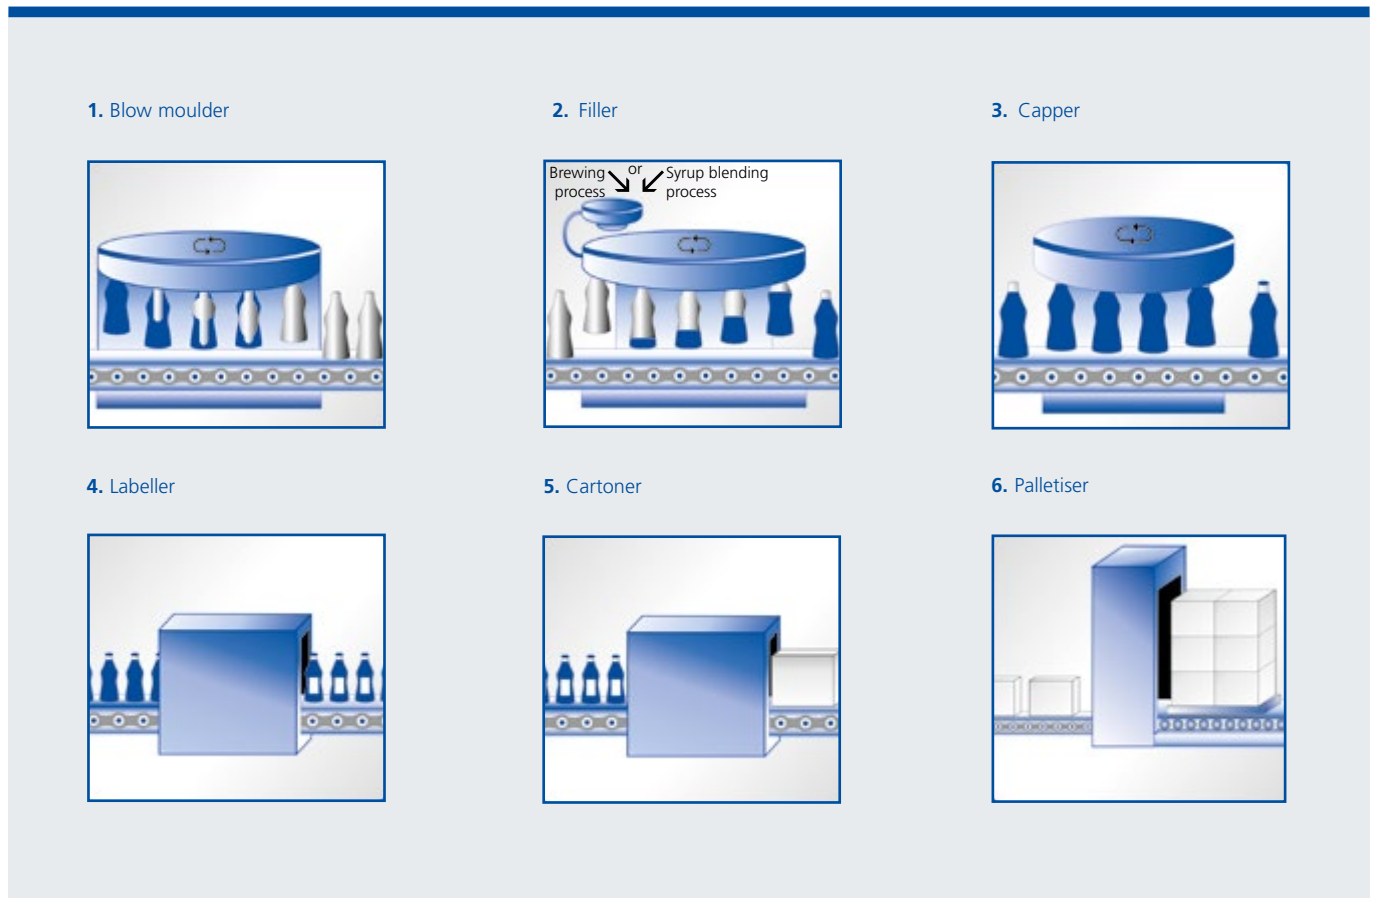 1. Blow moulder
2. Filler
3. Capper
Brewing or Syrup blending
process process
4. Labeller
5. Cartoner
6. Palletiser